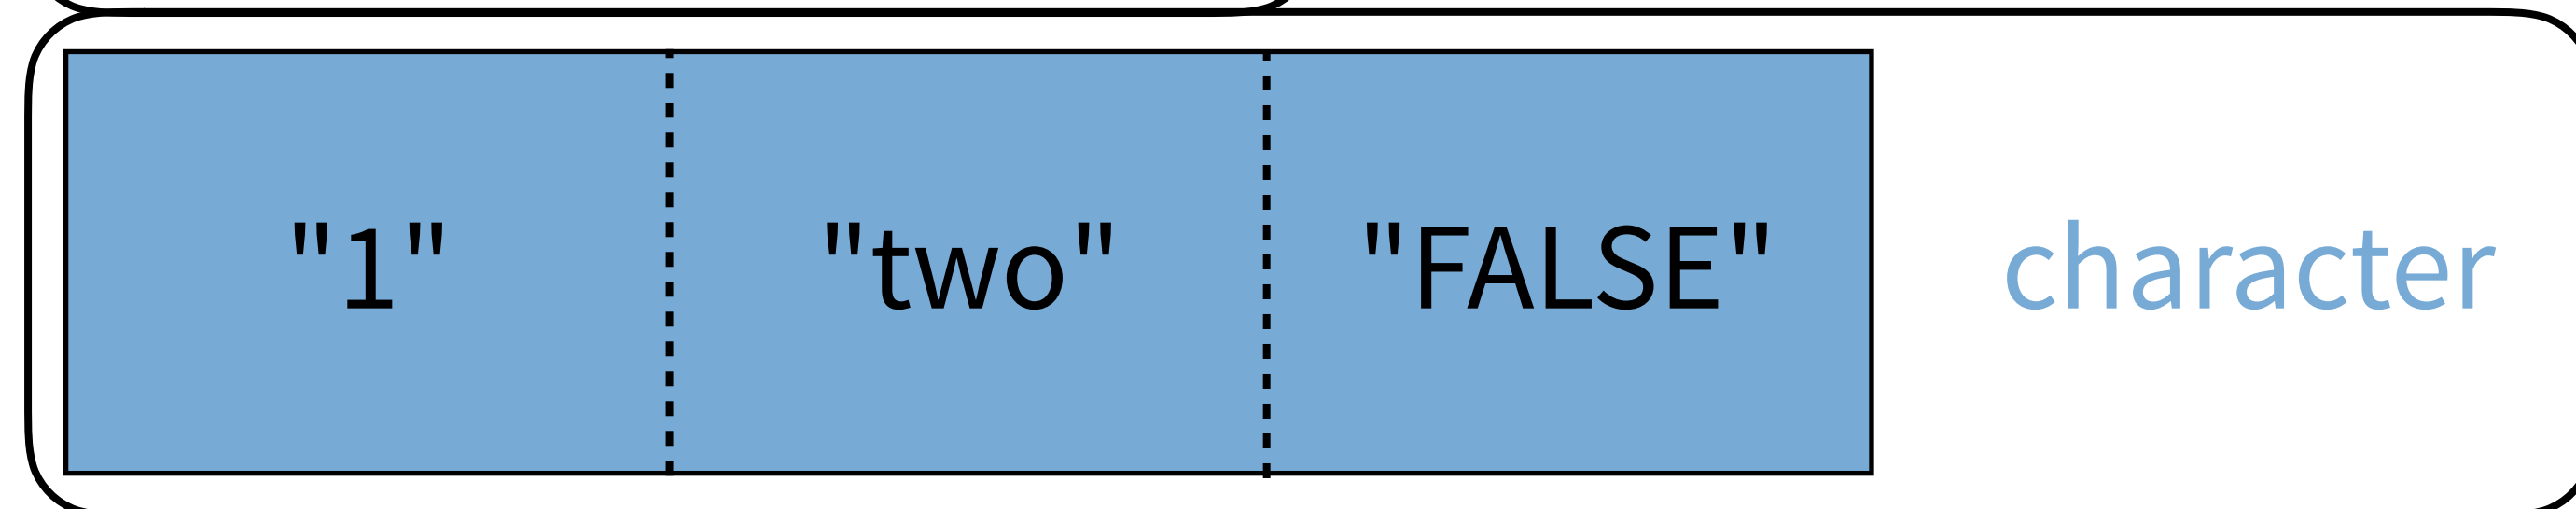 "1" "two" "FALSE" character